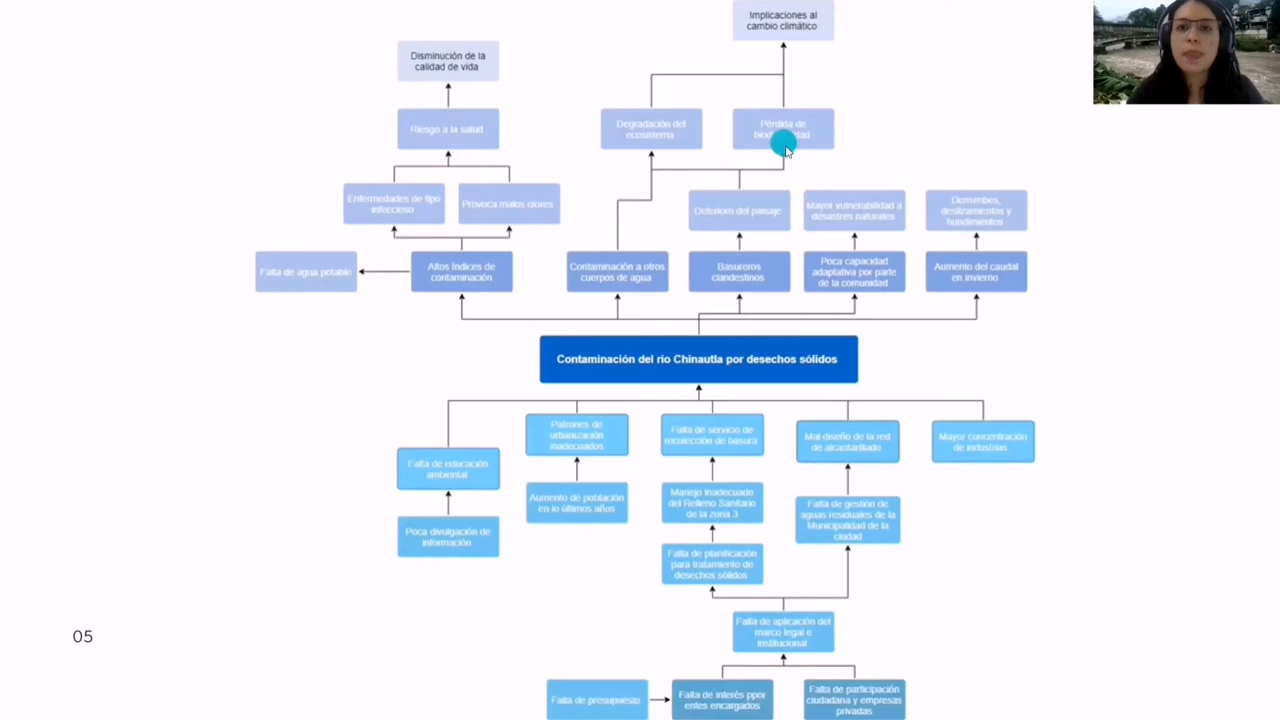 Implicaciones al
cambio climático
Disminución de la
calidad de vida
Riesgo a la salud
Degradación del
ecosistema
Pérdida de
Enfermedades de tipo
infeccioso
Provoca malos olores
Deterioro del paisaje
Mayor vulnerabilidad a
desastres naturales
Derrumbes,
deslizamientos y
hundimientos
Falta de agua potable
Altos índices de
contaminación
Contaminación a otros
cuerpos de agua
Basureros
clandestinos
Poca capacidad
adaptativa por parte
de la comunidad
Aumento del caudal
en invierno
Contaminación del río Chinautla por desechos sólidos
Falta de educación
ambiental
Patrones de
urbanización
inadecuados
Falta de servicio de
recolección de basura
Mal diseño de la red
de alcantarillado
Mayor concentración
de industrias.
Poca divulgación de
información
Aumento de población
en lo últimos años
Manejo inadecuado
del Relleno Sanitario
de la zona 3
Falta de gestión de
aguas residuales de la
Municipalidad de la
ciudad
Falta de planificación
para tratamiento de
desechos sólidos
Falta de aplicación del
marco legal e
institucional
Falta de presupuesto
Falta de interés ppor
entes encargados
Falta de participación
ciudadana y empresas
privadas
05